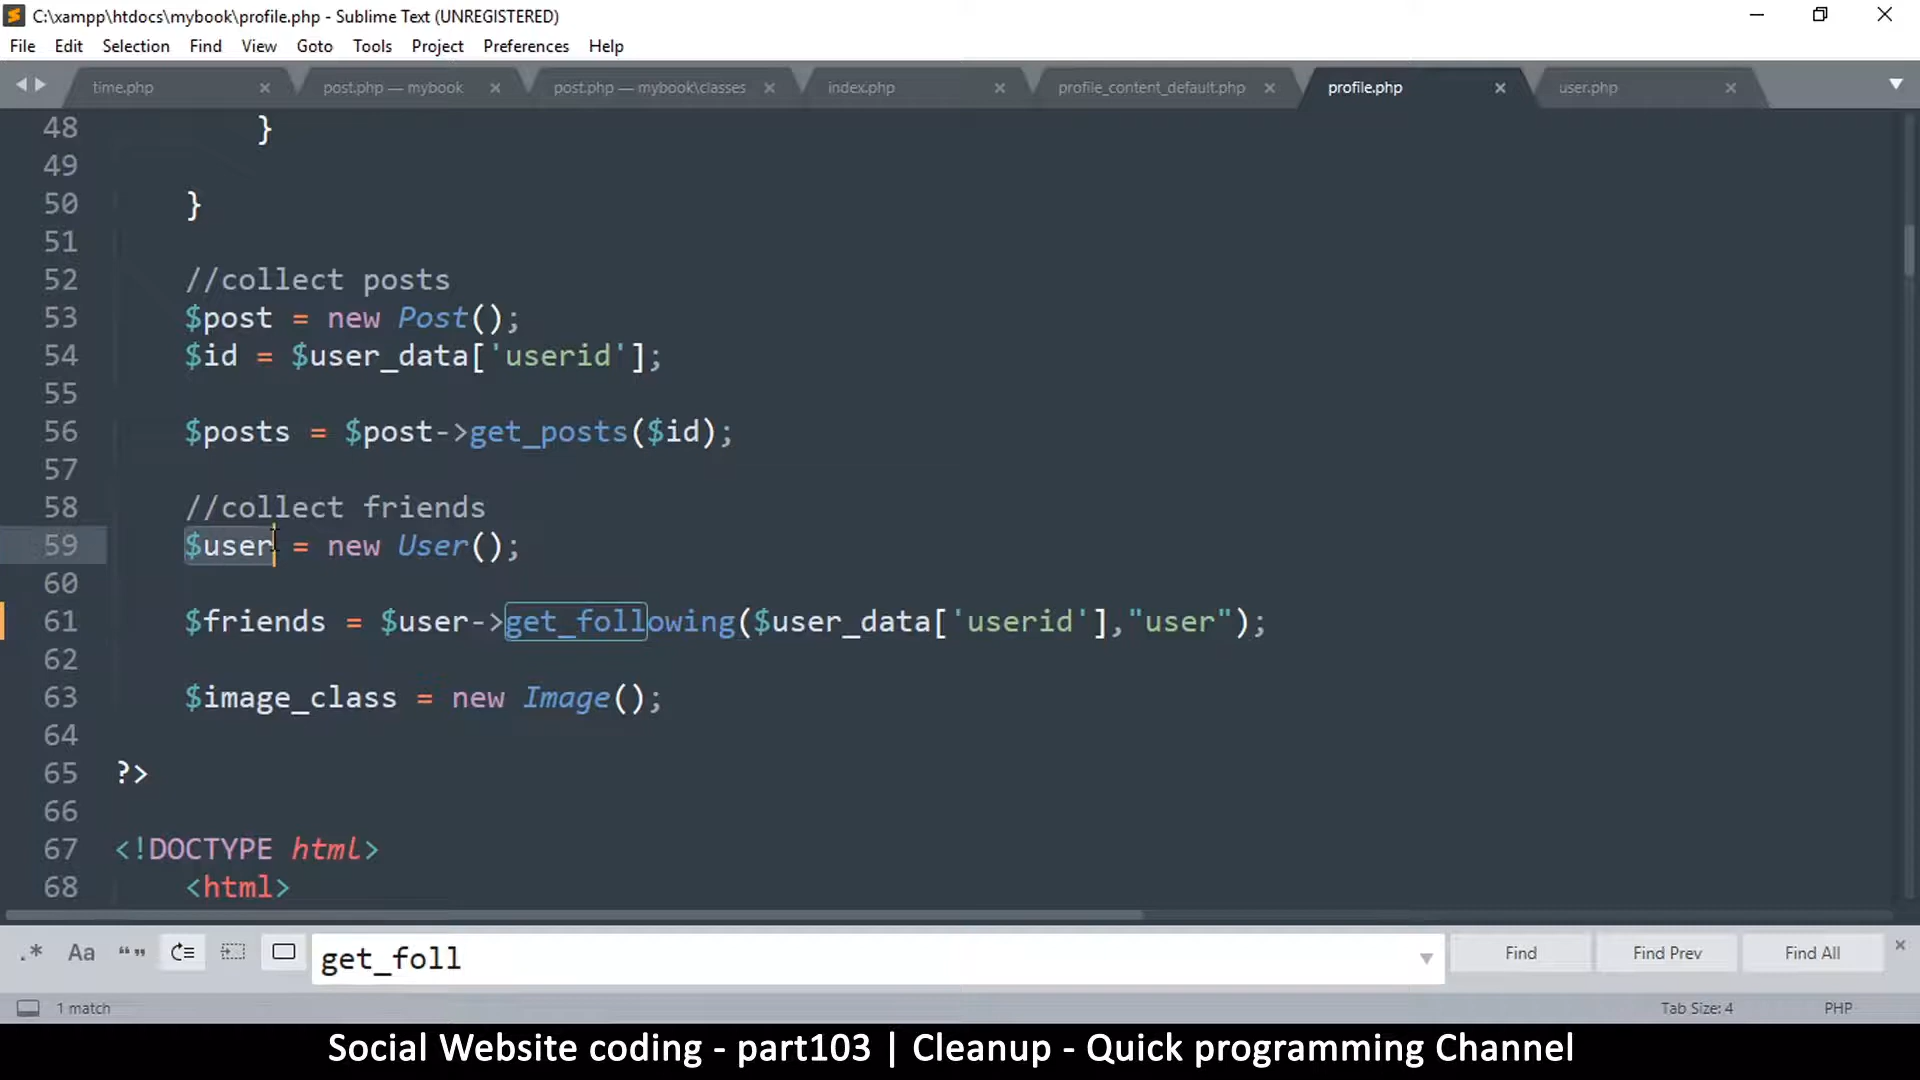 C:\xampp\htdocs\mybook\profile.php - Sublime Text (UNREGISTERED)
File Edit Selection Find View Goto Tools Project Preferences Help
time.php post.php — mybook post.php — mybook\classes index.php profile_content_default.php profile.php user.php
48 }
49
50 }
51
52 //collect posts
53 $post = new Post();
54 $id = $user_data['userid'];
55
56 $posts = $post->get_posts($id);
57
58 //collect friends
59 $user = new User();
60
61 $friends = $user->get_following($user_data['userid'],"user");
62
63 $image_class = new Image();
64
65 ?>
66
67 <!DOCTYPE html>
68 <html>
.* Aa “” get_foll Find Find Prev Find All
1 match Tab Size: 4 PHP
Social Website coding - part103 | Cleanup - Quick programming Channel